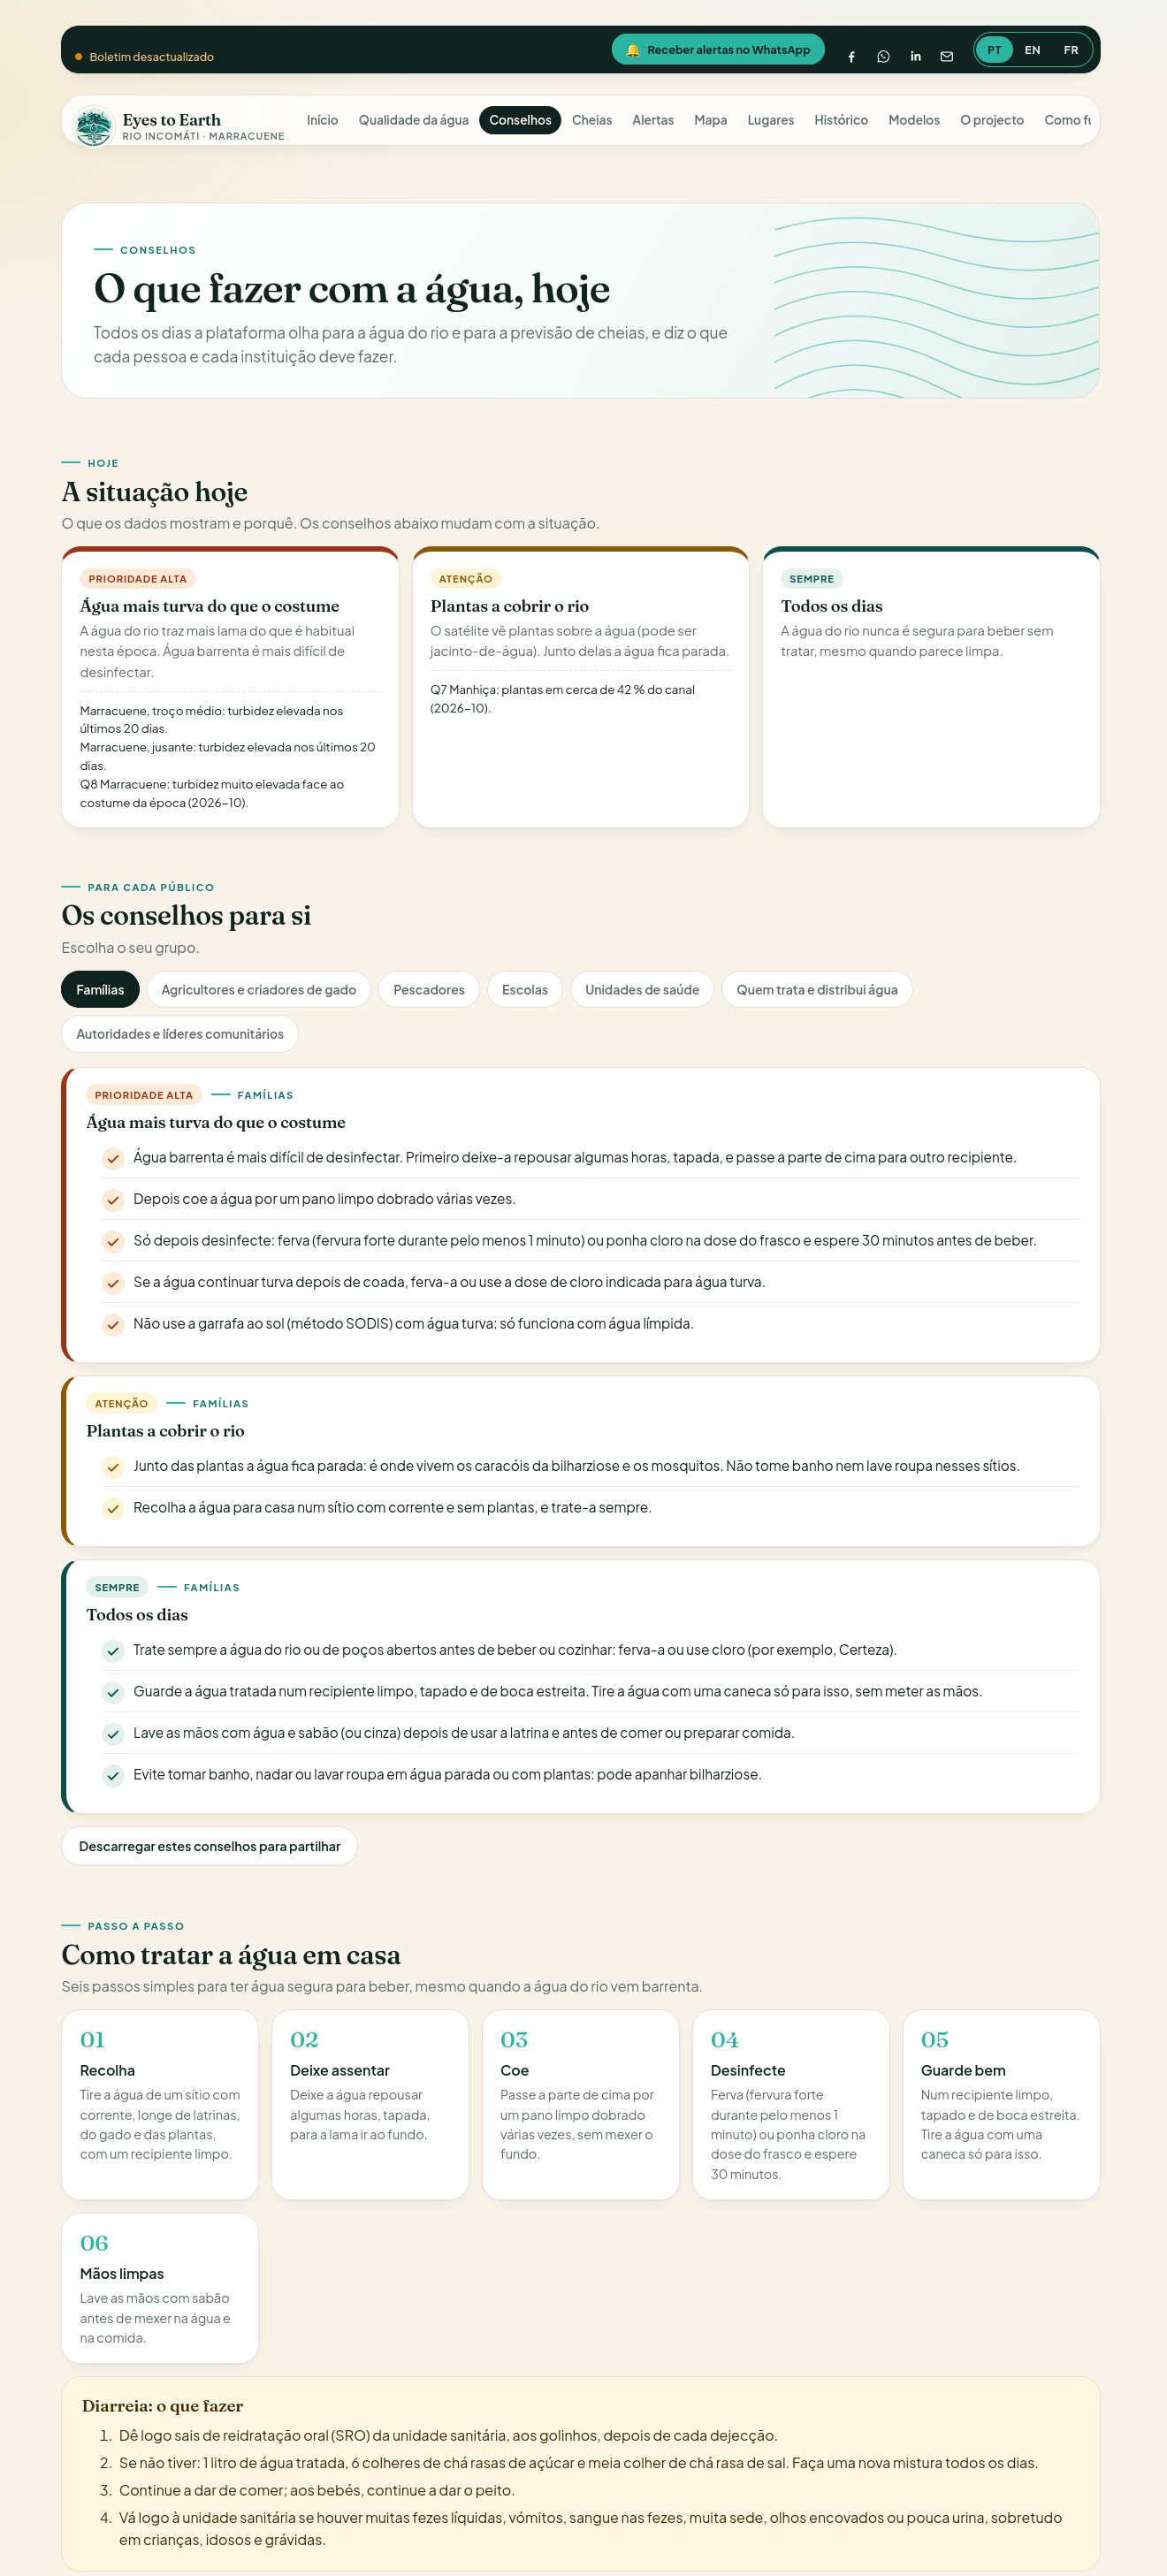 Boletim desactualizado
🔔 Receber alertas no WhatsApp
PT EN FR
Eyes to Earth
RIO INCOMÁTI · MARRACUENE
Início Qualidade da água Conselhos Cheias Alertas Mapa Lugares Histórico Modelos O projecto Como fu
CONSELHOS
O que fazer com a água, hoje
Todos os dias a plataforma olha para a água do rio e para a previsão de cheias, e diz o que
cada pessoa e cada instituição deve fazer.
HOJE
A situação hoje
O que os dados mostram e porquê. Os conselhos abaixo mudam com a situação.
PRIORIDADE ALTA
Água mais turva do que o costume
A água do rio traz mais lama do que é habitual
nesta época. Água barrenta é mais difícil de
desinfectar.
Marracuene, troço médio: turbidez elevada nos
últimos 20 dias.
Marracuene, jusante: turbidez elevada nos últimos 20
dias.
Q8 Marracuene: turbidez muito elevada face ao
costume da época (2026-10).
ATENÇÃO
Plantas a cobrir o rio
O satélite vê plantas sobre a água (pode ser
jacinto-de-água). Junto delas a água fica parada.
Q7 Manhiça: plantas em cerca de 42 % do canal
(2026-10).
SEMPRE
Todos os dias
A água do rio nunca é segura para beber sem
tratar, mesmo quando parece limpa.
PARA CADA PÚBLICO
Os conselhos para si
Escolha o seu grupo.
Famílias Agricultores e criadores de gado Pescadores Escolas Unidades de saúde Quem trata e distribui água
Autoridades e líderes comunitários
PRIORIDADE ALTA FAMÍLIAS
Água mais turva do que o costume
Água barrenta é mais difícil de desinfectar. Primeiro deixe-a repousar algumas horas, tapada, e passe a parte de cima para outro recipiente.
Depois coe a água por um pano limpo dobrado várias vezes.
Só depois desinfecte: ferva (fervura forte durante pelo menos 1 minuto) ou ponha cloro na dose do frasco e espere 30 minutos antes de beber.
Se a água continuar turva depois de coada, ferva-a ou use a dose de cloro indicada para água turva.
Não use a garrafa ao sol (método SODIS) com água turva: só funciona com água límpida.
ATENÇÃO FAMÍLIAS
Plantas a cobrir o rio
Junto das plantas a água fica parada: é onde vivem os caracóis da bilharziose e os mosquitos. Não tome banho nem lave roupa nesses sítios.
Recolha a água para casa num sítio com corrente e sem plantas, e trate-a sempre.
SEMPRE FAMÍLIAS
Todos os dias
Trate sempre a água do rio ou de poços abertos antes de beber ou cozinhar: ferva-a ou use cloro (por exemplo, Certeza).
Guarde a água tratada num recipiente limpo, tapado e de boca estreita. Tire a água com uma caneca só para isso, sem meter as mãos.
Lave as mãos com água e sabão (ou cinza) depois de usar a latrina e antes de comer ou preparar comida.
Evite tomar banho, nadar ou lavar roupa em água parada ou com plantas: pode apanhar bilharziose.
Descarregar estes conselhos para partilhar
PASSO A PASSO
Como tratar a água em casa
Seis passos simples para ter água segura para beber, mesmo quando a água do rio vem barrenta.
01
Recolha
Tire a água de um sítio com
corrente, longe de latrinas,
do gado e das plantas,
com um recipiente limpo.
02
Deixe assentar
Deixe a água repousar
algumas horas, tapada,
para a lama ir ao fundo.
03
Coe
Passe a parte de cima por
um pano limpo dobrado
várias vezes, sem mexer o
fundo.
04
Desinfecte
Ferva (fervura forte
durante pelo menos 1
minuto) ou ponha cloro na
dose do frasco e espere
30 minutos.
05
Guarde bem
Num recipiente limpo,
tapado e de boca estreita.
Tire a água com uma
caneca só para isso.
06
Mãos limpas
Lave as mãos com sabão
antes de mexer na água e
na comida.
Diarreia: o que fazer
1. Dê logo sais de reidratação oral (SRO) da unidade sanitária, aos golinhos, depois de cada dejecção.
2. Se não tiver: 1 litro de água tratada, 6 colheres de chá rasas de açúcar e meia colher de chá rasa de sal. Faça uma nova mistura todos os dias.
3. Continue a dar de comer; aos bebés, continue a dar o peito.
4. Vá logo à unidade sanitária se houver muitas fezes líquidas, vómitos, sangue nas fezes, muita sede, olhos encovados ou pouca urina, sobretudo
em crianças, idosos e grávidas.